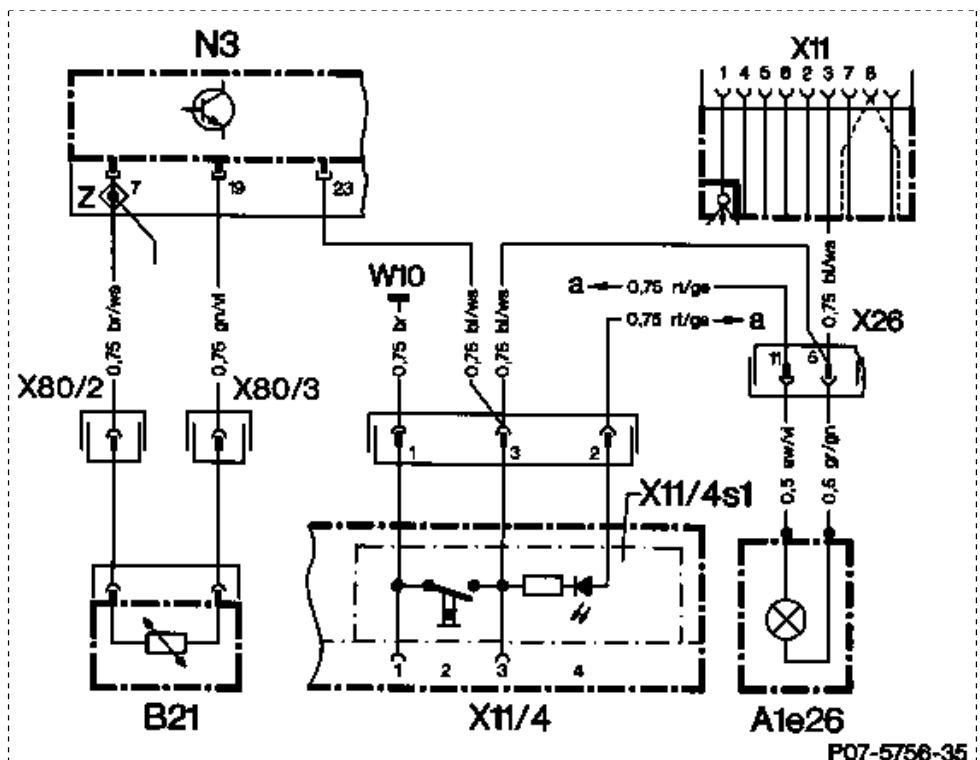 N3
X11
1 4 5 6 2 3 7 8
Z
7
19
23
0,75 br/ws
0,75 gn/vi
W10
0,75 br
0,75 bl/ws
0,75 bl/ws
a
0,75 rt/ge
0,75 rt/ge
a
0,75 bl/ws
X26
11
6
X80/2
X80/3
1
3
2
0,5 sw/vi
0,5 gr/gn
X11/4s1
1
2
3
4
B21
X11/4
A1e26
P07-5756-35